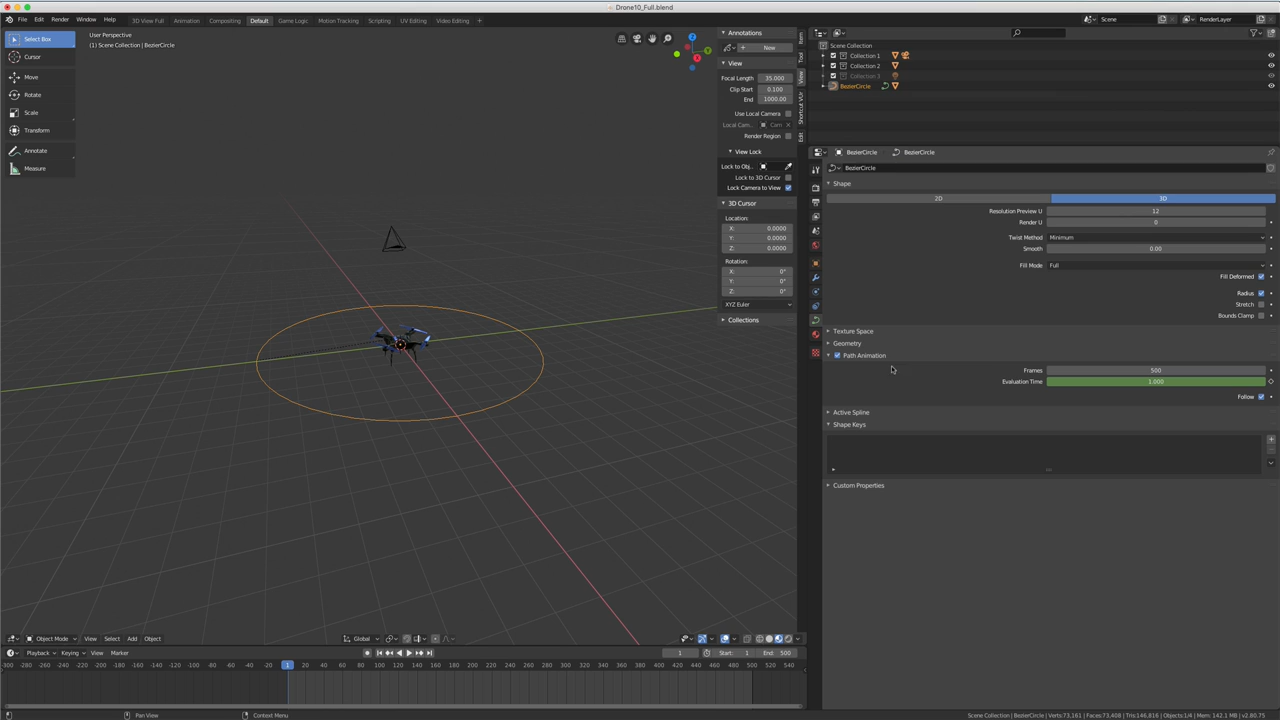 Drone10_Full.blend
File Edit Render Window Help 3D View Full Animation Compositing Default Game Logic Motion Tracking Scripting UV Editing Video Editing + Scene RenderLayer
Select Box
Cursor
Move
Rotate
Scale
Transform
Annotate
Measure
User Perspective
(1) Scene Collection | BezierCircle
Z
Y
X
Annotations
+ New
View
Focal Length 35.000
Clip Start 0.100
End 1000.00
Use Local Camera
Local Cam... Cam
Render Region
View Lock
Lock to Obj...
Lock to 3D Cursor
Lock Camera to View
3D Cursor
Location:
X: 0.0000
Y: 0.0000
Z: 0.0000
Rotation:
X: 0°
Y: 0°
Z: 0°
XYZ Euler
Collections
Item
Tool
View
Shortcut VUr
Edit
Scene Collection
Collection 1
Collection 2
Collection 3
BezierCircle
BezierCircle BezierCircle
BezierCircle
Shape
2D 3D
Resolution Preview U 12
Render U 0
Twist Method Minimum
Smooth 0.00
Fill Mode Full
Fill Deformed
Radius
Stretch
Bounds Clamp
Texture Space
Geometry
Path Animation
Frames 500
Evaluation Time 1.000
Follow
Active Spline
Shape Keys
Custom Properties
Object Mode View Select Add Object Global
Playback Keying View Marker 1 Start: 1 End: 500
-300 -280 -260 -240 -220 -200 -180 -160 -140 -120 -100 -80 -60 -40 -20 1 20 40 60 80 100 120 140 160 180 200 220 240 260 280 300 320 340 360 380 400 420 440 460 480 500 520 540
Pan View Context Menu Scene Collection | BezierCircle | Verts:73,161 | Faces:73,408 | Tris:146,816 | Objects:1/4 | Mem: 142.1 MB | v2.80.75